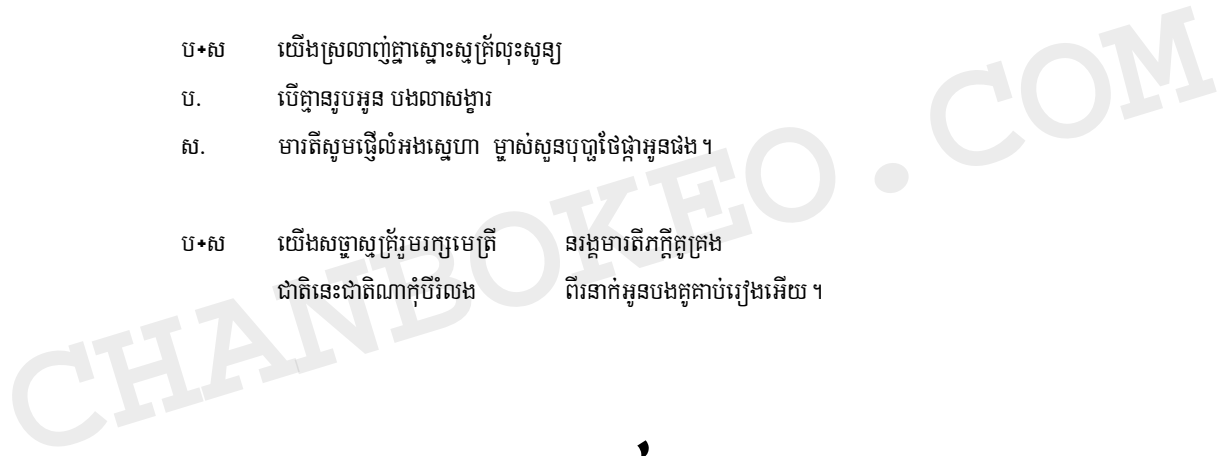 ប+ស យើងស្រលាញ់គ្នាស្នោះស្មគ្រ័លុះសូន្យ
ប. បើគ្មានរូបអូន បងលាសង្ខារ
ស. មារតីសូមផ្ញើលំអងស្នេហា ម្ចាស់សួនបុប្ផាថែផ្កាអូនផង។
ប+ស យើងសច្ចាស្មគ្រ័រួមរក្សមេត្រី នរង្គមារតីភក្តីគូគ្រង
ជាតិនេះជាតិណាកុំបីរំលង ពីរនាក់អូនបងគូគាប់រៀងអើយ។
CHANBOKEO.COM